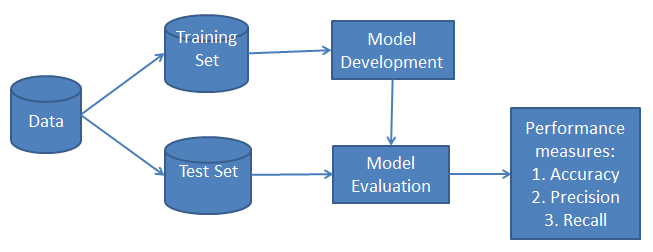 Data
Training
Set
Test Set
Model
Development
Model
Evaluation
Performance
measures:
1. Accuracy
2. Precision
3. Recall